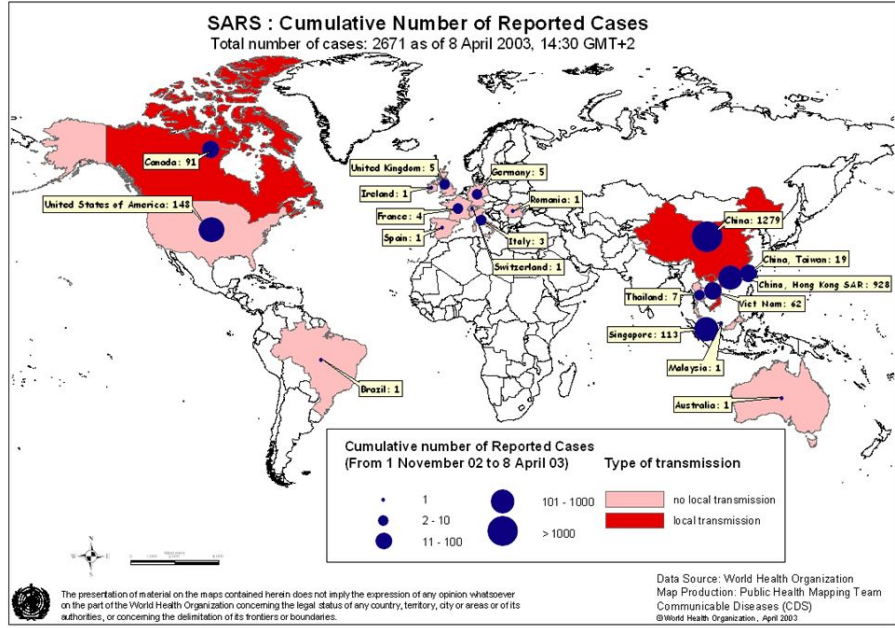 SARS : Cumulative Number of Reported Cases
Total number of cases: 2671 as of 8 April 2003, 14:30 GMT+2
Canada: 91
United States of America: 148
United Kingdom: 5
Ireland: 1
France: 4
Spain: 1
Germany: 5
Romania: 1
Italy: 3
Switzerland: 1
China: 1279
China, Taiwan: 19
China, Hong Kong SAR: 928
Thailand: 7
Viet Nam: 62
Singapore: 113
Malaysia: 1
Brazil: 1
Australia: 1
Cumulative number of Reported Cases
(From 1 November 02 to 8 April 03)
1
2 - 10
11 - 100
101 - 1000
> 1000
Type of transmission
no local transmission
local transmission
The presentation of material on the maps contained herein does not imply the expression of any opinion whatsoever
on the part of the World Health Organization concerning the legal status of any country, territory, city or areas or of its
authorities, or concerning the delimitation of its frontiers or boundaries.
Data Source: World Health Organization
Map Production: Public Health Mapping Team
Communicable Diseases (CDS)
©World Health Organization, April 2003